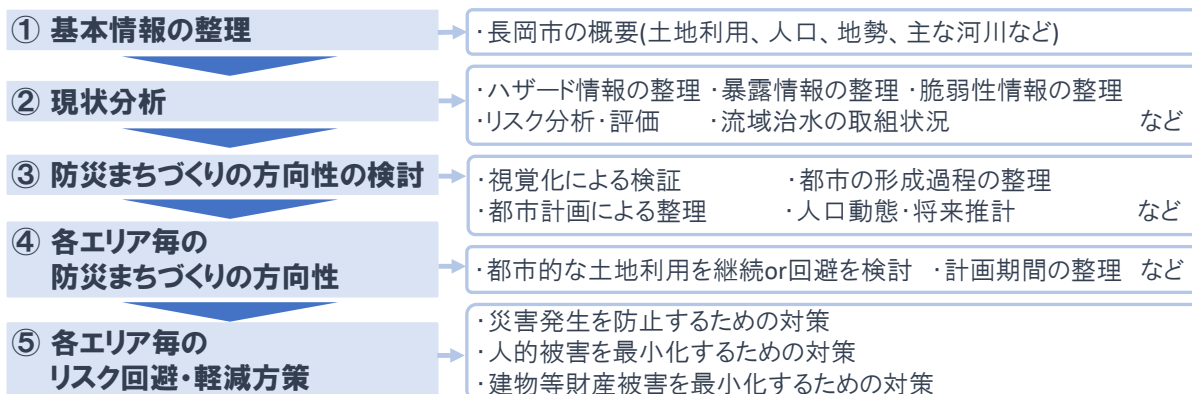 ① 基本情報の整理
・長岡市の概要(土地利用、人口、地勢、主な河川など)
② 現状分析
・ハザード情報の整理 ・暴露情報の整理 ・脆弱性情報の整理
・リスク分析・評価 ・流域治水の取組状況 など
③ 防災まちづくりの方向性の検討
・視覚化による検証 ・都市の形成過程の整理
・都市計画による整理 ・人口動態・将来推計 など
④ 各エリア毎の
防災まちづくりの方向性
・都市的な土地利用を継続or回避を検討 ・計画期間の整理 など
⑤ 各エリア毎の
リスク回避・軽減方策
・災害発生を防止するための対策
・人的被害を最小化するための対策
・建物等財産被害を最小化するための対策